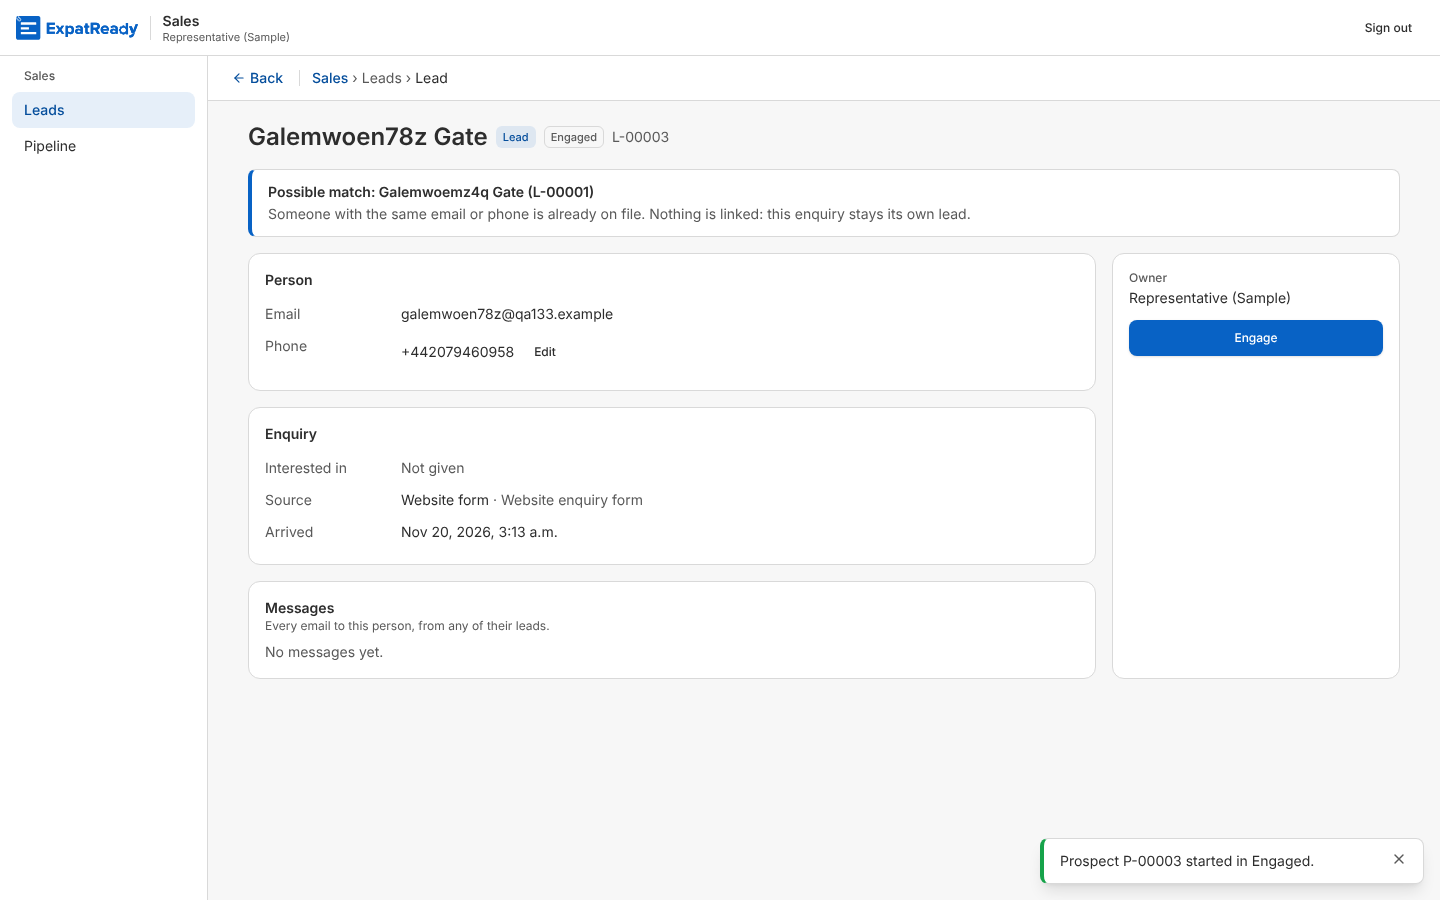 ExpatReady
Sales
Representative (Sample)
Sign out
Sales
Leads
Pipeline
← Back
Sales › Leads › Lead
Galemwoen78z Gate Lead Engaged L-00003
Possible match: Galemwoemz4q Gate (L-00001)
Someone with the same email or phone is already on file. Nothing is linked: this enquiry stays its own lead.
Person
Email galemwoen78z@qa133.example
Phone +442079460958 Edit
Enquiry
Interested in Not given
Source Website form · Website enquiry form
Arrived Nov 20, 2026, 3:13 a.m.
Messages
Every email to this person, from any of their leads.
No messages yet.
Owner
Representative (Sample)
Engage
Prospect P-00003 started in Engaged.